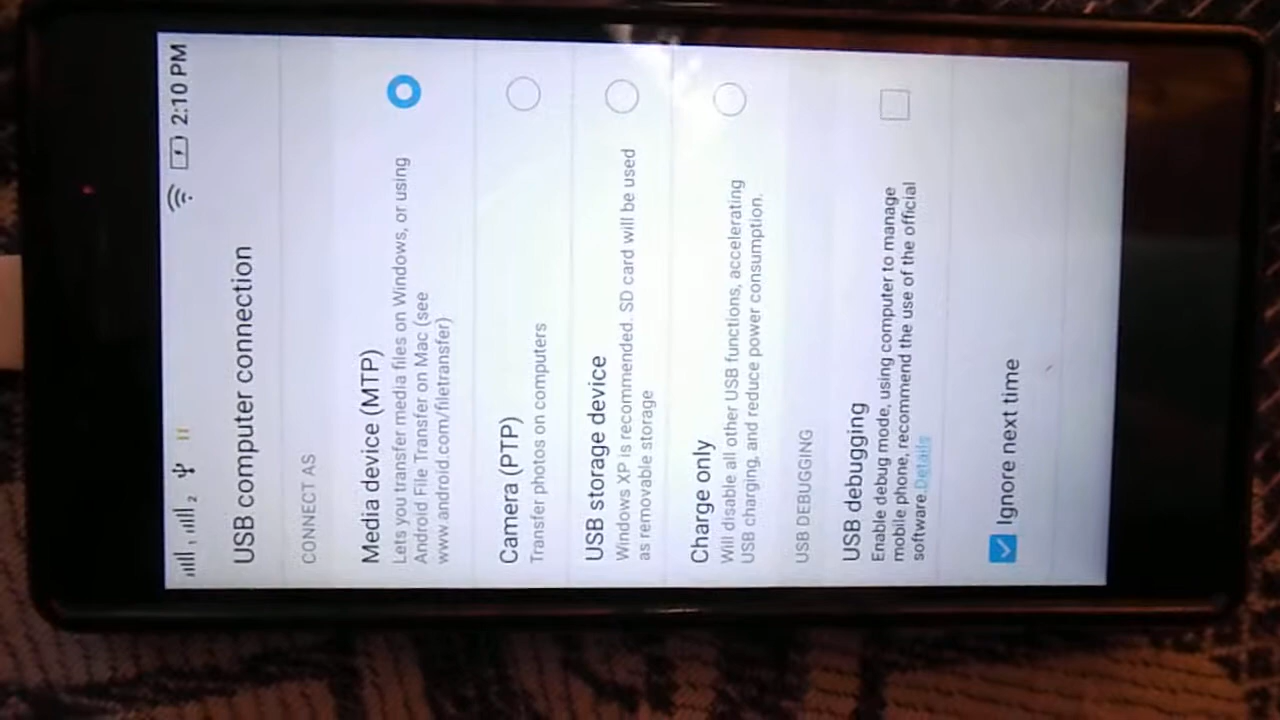 1 2 2:10 PM
USB computer connection
CONNECT AS
Media device (MTP)
Lets you transfer media files on Windows, or using
Android File Transfer on Mac (see
www.android.com/filetransfer)
Camera (PTP)
Transfer photos on computers
USB storage device
Windows XP is recommended. SD card will be used
as removable storage
Charge only
Will disable all other USB functions, accelerating
USB charging, and reduce power consumption.
USB DEBUGGING
USB debugging
Enable debug mode, using computer to manage
mobile phone, recommend the use of the official
software.Details
Ignore next time